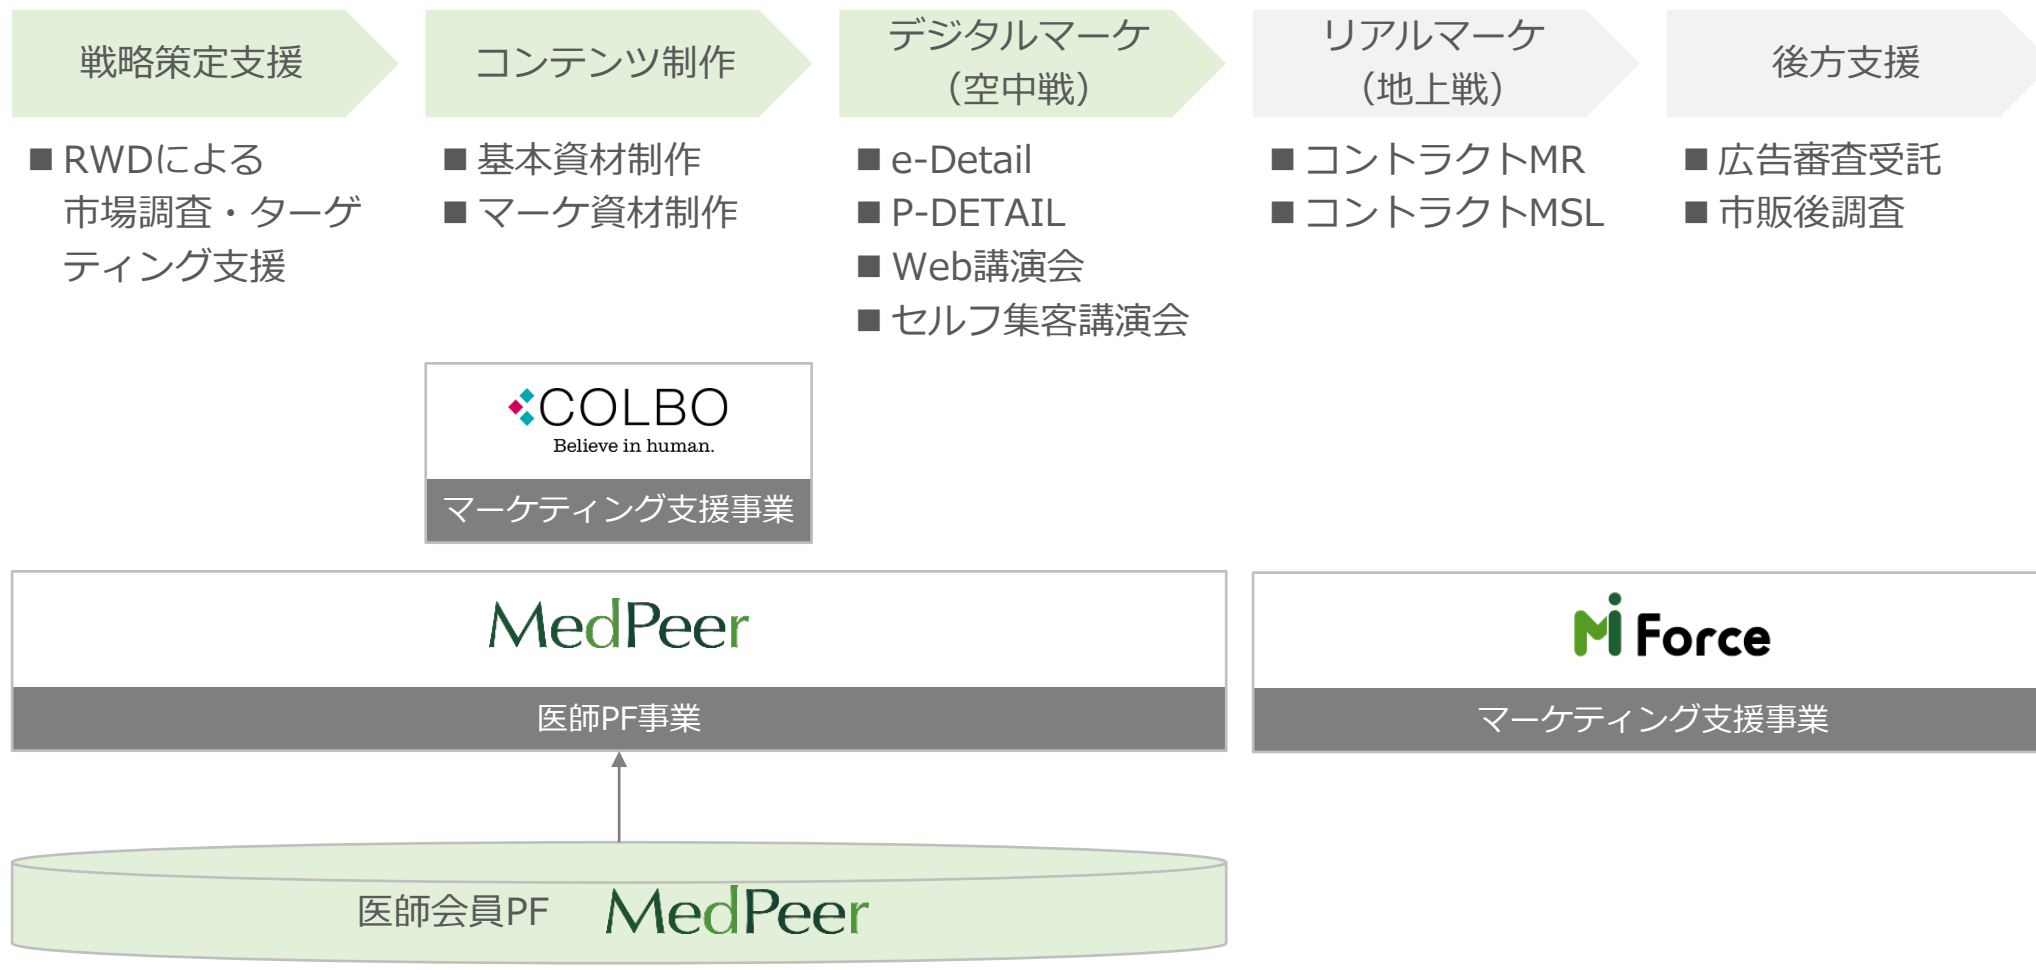 戦略策定支援
コンテンツ制作
デジタルマーケ
(空中戦)
リアルマーケ
(地上戦)
後方支援
■ RWDによる
市場調査・ターゲ
ティング支援
■ 基本資材制作
■ マーケ資材制作
■ e-Detail
■ P-DETAIL
■ Web講演会
■ セルフ集客講演会
■ コントラクトMR
■ コントラクトMSL
■ 広告審査受託
■ 市販後調査
COLBO
Believe in human.
マーケティング支援事業
MedPeer
医師PF事業
Mi Force
マーケティング支援事業
医師会員PF MedPeer